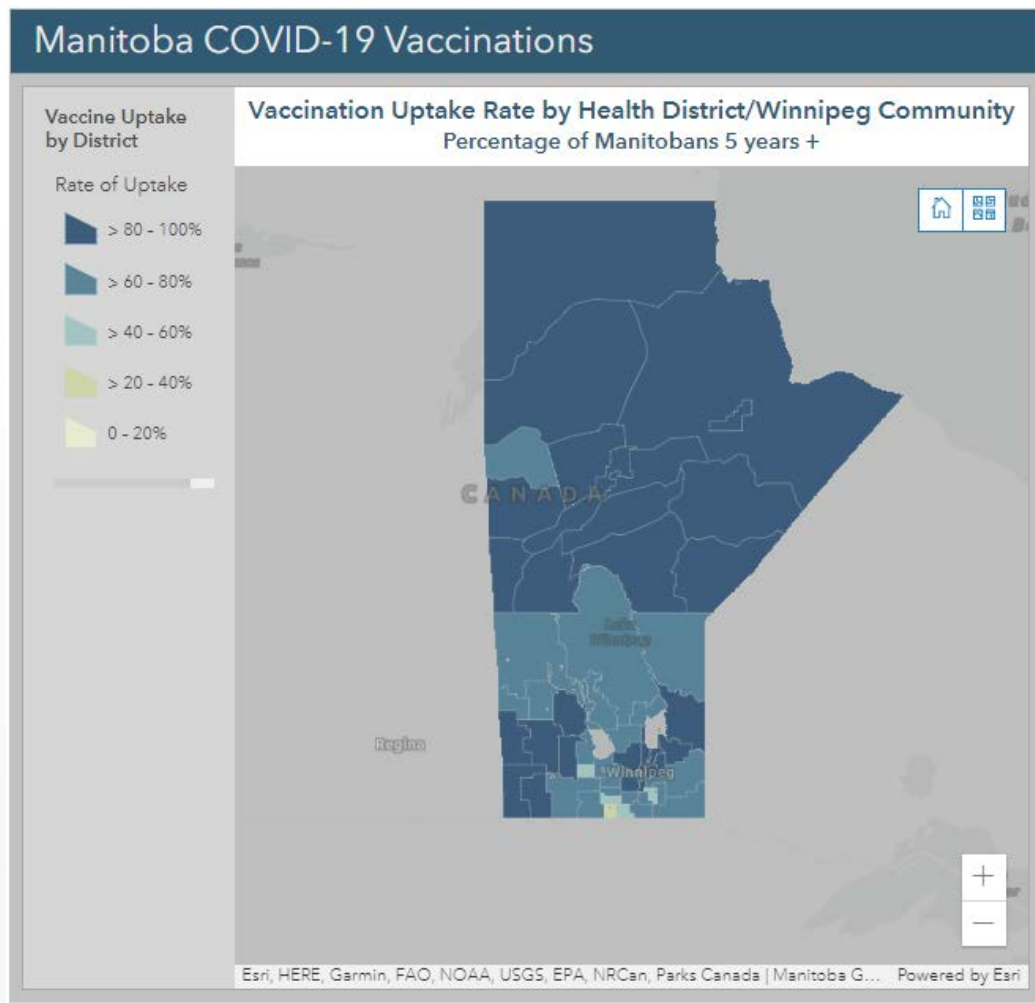 Manitoba COVID-19 Vaccinations
Vaccine Uptake
by District
Rate of Uptake
> 80 - 100%
> 60 - 80%
> 40 - 60%
> 20 - 40%
0 - 20%
Vaccination Uptake Rate by Health District/Winnipeg Community
Percentage of Manitobans 5 years +
CANADA
Lake
Winnipeg
Regina
Winnipeg
+
−
Esri, HERE, Garmin, FAO, NOAA, USGS, EPA, NRCan, Parks Canada | Manitoba G... Powered by Esri